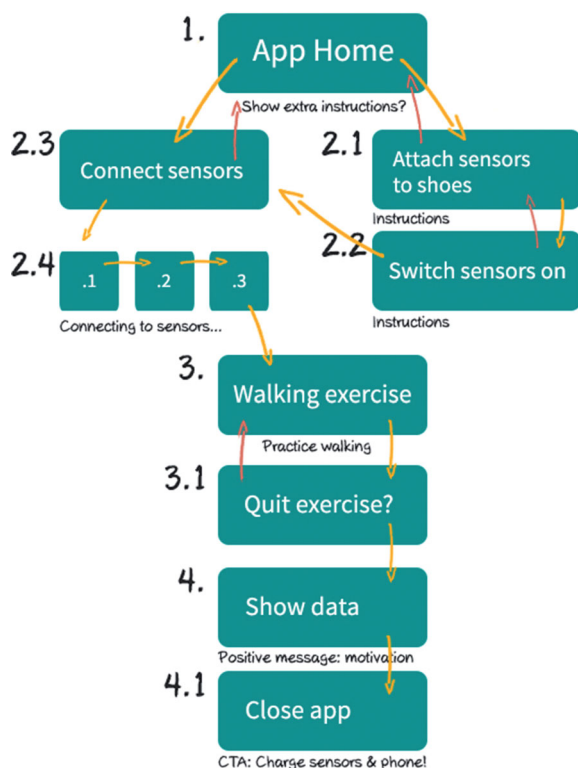 1.
App Home
Show extra instructions?
2.3
Connect sensors
2.1
Attach sensors
to shoes
Instructions
2.2
Switch sensors on
Instructions
2.4
.1
.2
.3
Connecting to sensors...
3.
Walking exercise
Practice walking
3.1
Quit exercise?
4.
Show data
Positive message: motivation
4.1
Close app
CTA: Charge sensors & phone!